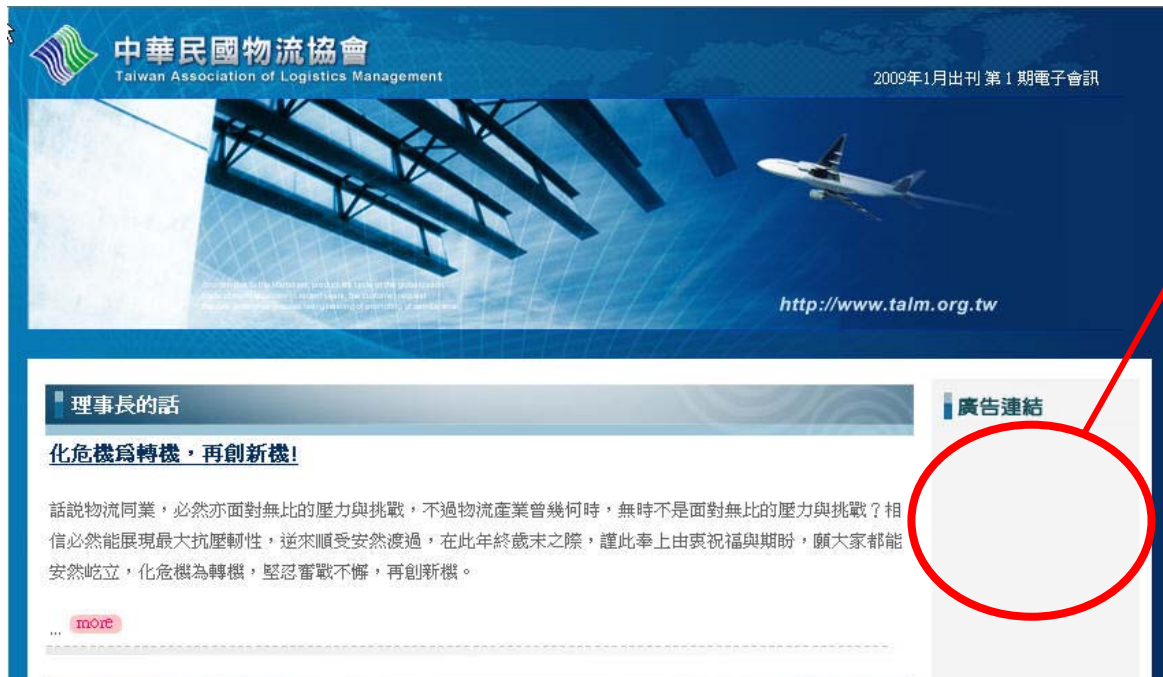 中華民國物流協會
Taiwan Association of Logistics Management
2009年1月出刊 第 1 期電子會訊
http://www.talm.org.tw
理事長的話
廣告連結
化危機爲轉機，再創新機!
話說物流同業，必然亦面對無比的壓力與挑戰，不過物流產業曾幾何時，無時不是面對無比的壓力與挑戰？相
信必然能展現最大抗壓韌性，逆來順受安然渡過，在此年終歲末之際，謹此奉上由衷祝福與期盼，願大家都能
安然屹立，化危機為轉機，堅忍奮戰不懈，再創新機。
... more